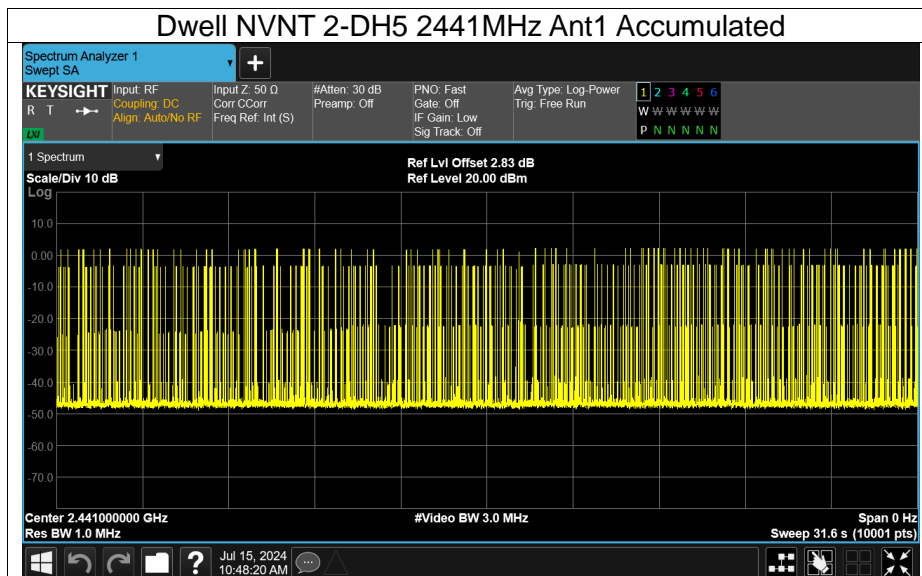 Dwell NVNT 2-DH5 2441MHz Ant1 Accumulated
Spectrum Analyzer 1
Swept SA
+
KEYSIGHT
R T
LXI
Input: RF
Coupling: DC
Align: Auto/No RF
Input Z: 50 Ω
Corr CCorr
Freq Ref: Int (S)
#Atten: 30 dB
Preamp: Off
PNO: Fast
Gate: Off
IF Gain: Low
Sig Track: Off
Avg Type: Log-Power
Trig: Free Run
1 2 3 4 5 6
W W W W W W
P N N N N N
1 Spectrum
Scale/Div 10 dB
Ref Lvl Offset 2.83 dB
Ref Level 20.00 dBm
Log
10.0
0.00
-10.0
-20.0
-30.0
-40.0
-50.0
-60.0
-70.0
Center 2.441000000 GHz
#Video BW 3.0 MHz
Span 0 Hz
Res BW 1.0 MHz
Sweep 31.6 s (10001 pts)
?
Jul 15, 2024
10:48:20 AM